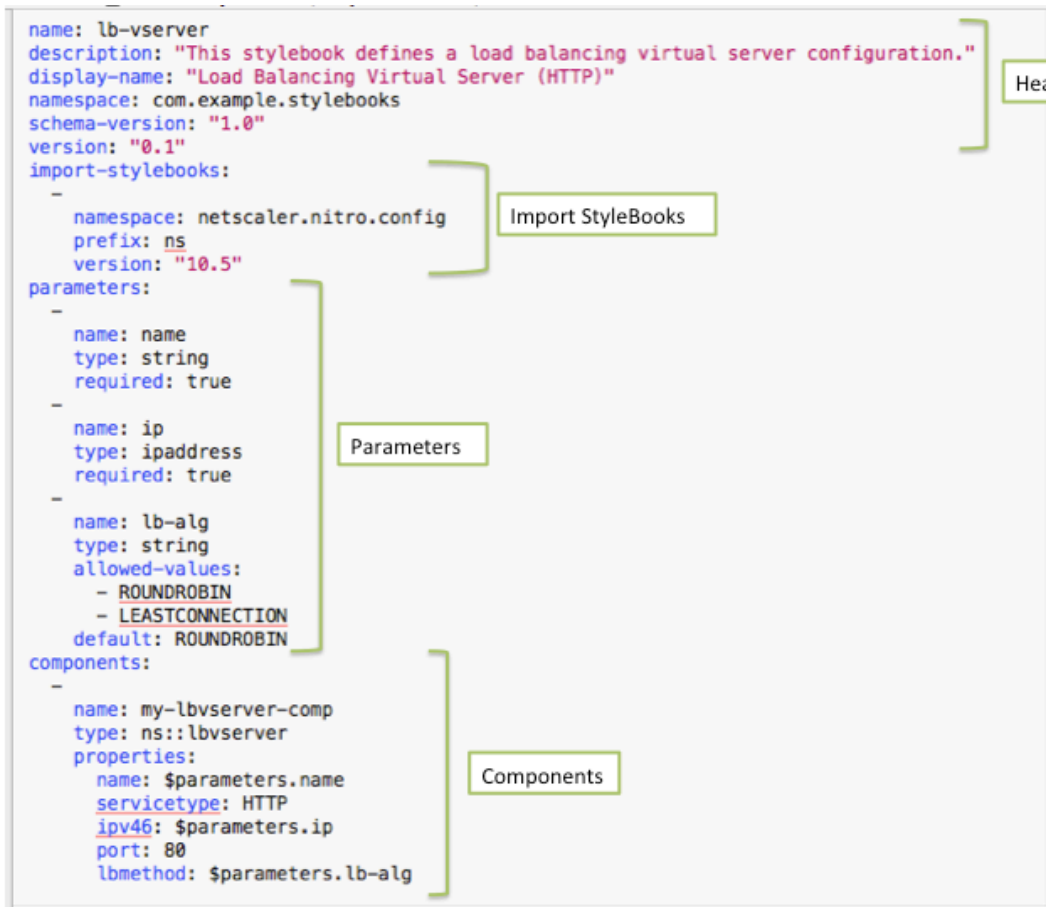 name: lb-vserver
description: "This stylebook defines a load balancing virtual server configuration."
display-name: "Load Balancing Virtual Server (HTTP)"
namespace: com.example.stylebooks
schema-version: "1.0"
version: "0.1"
import-stylebooks:
-
namespace: netscaler.nitro.config
prefix: ns
version: "10.5"
Import StyleBooks
parameters:
-
name: name
type: string
required: true
-
name: ip
type: ipaddress
required: true
Parameters
-
name: lb-alg
type: string
allowed-values:
- ROUNDROBIN
- LEASTCONNECTION
default: ROUNDROBIN
components:
-
name: my-lbvserver-comp
type: ns::lbvserver
properties:
name: $parameters.name
servicetype: HTTP
ipv46: $parameters.ip
port: 80
lbmethod: $parameters.lb-alg
Components